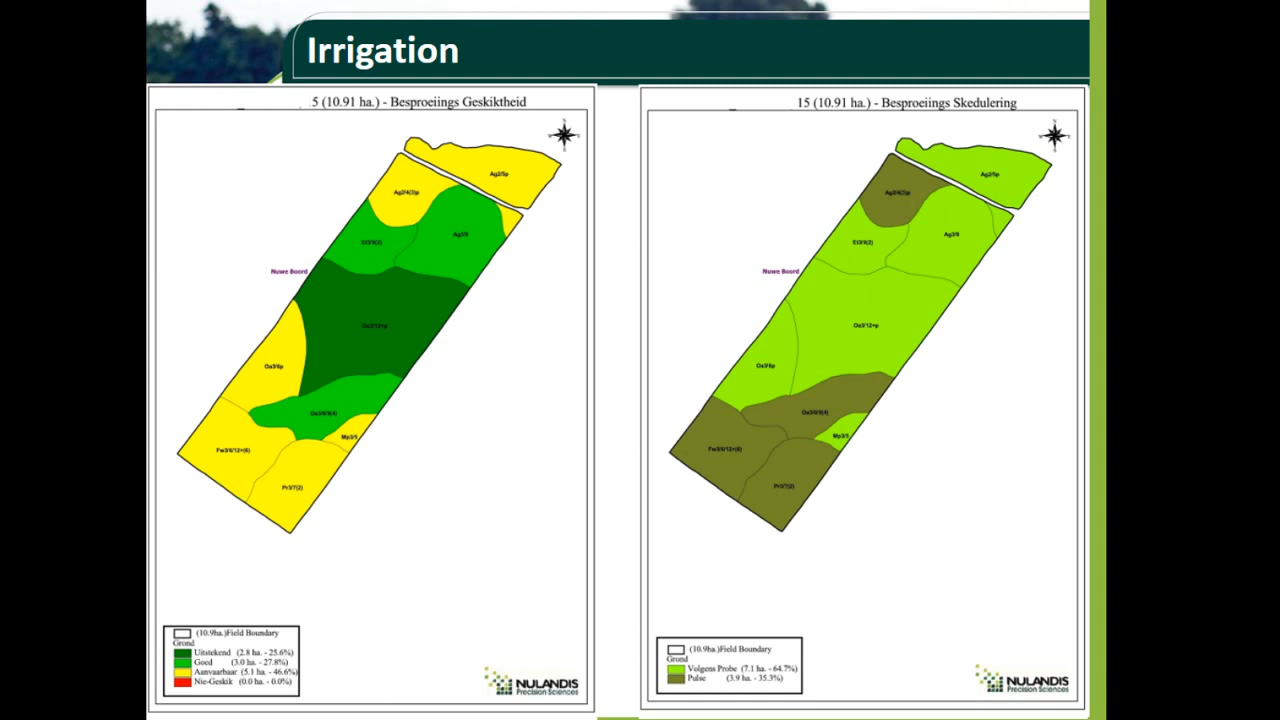 Irrigation
5 (10.91 ha.) - Besproeiings Geskiktheid
Ag2/5p
Ag2/4(3)p
Ag3/9
Et3/9(2)
Nuwe Boord
Oa3/12+p
Oa3/6p
Oa3/6/9(4)
Mp3/5
Fw3/6/12+(6)
Pr3/7(2)
(10.9ha.)Field Boundary
Grond
Uitstekend (2.8 ha. - 25.6%)
Goed (3.0 ha. - 27.8%)
Aanvaarbaar (5.1 ha. - 46.6%)
Nie-Geskik (0.0 ha. - 0.0%)
NULANDIS
Precision Sciences
15 (10.91 ha.) - Besproeiings Skedulering
Ag2/5p
Ag2/4(3)p
Ag3/9
Et3/9(2)
Nuwe Boord
Oa3/12+p
Oa3/6p
Oa3/6/9(4)
Mp3/5
Fw3/6/12+(6)
Pr3/7(2)
(10.9ha.)Field Boundary
Grond
Volgens Probe (7.1 ha. - 64.7%)
Pulse (3.9 ha. - 35.3%)
NULANDIS
Precision Sciences